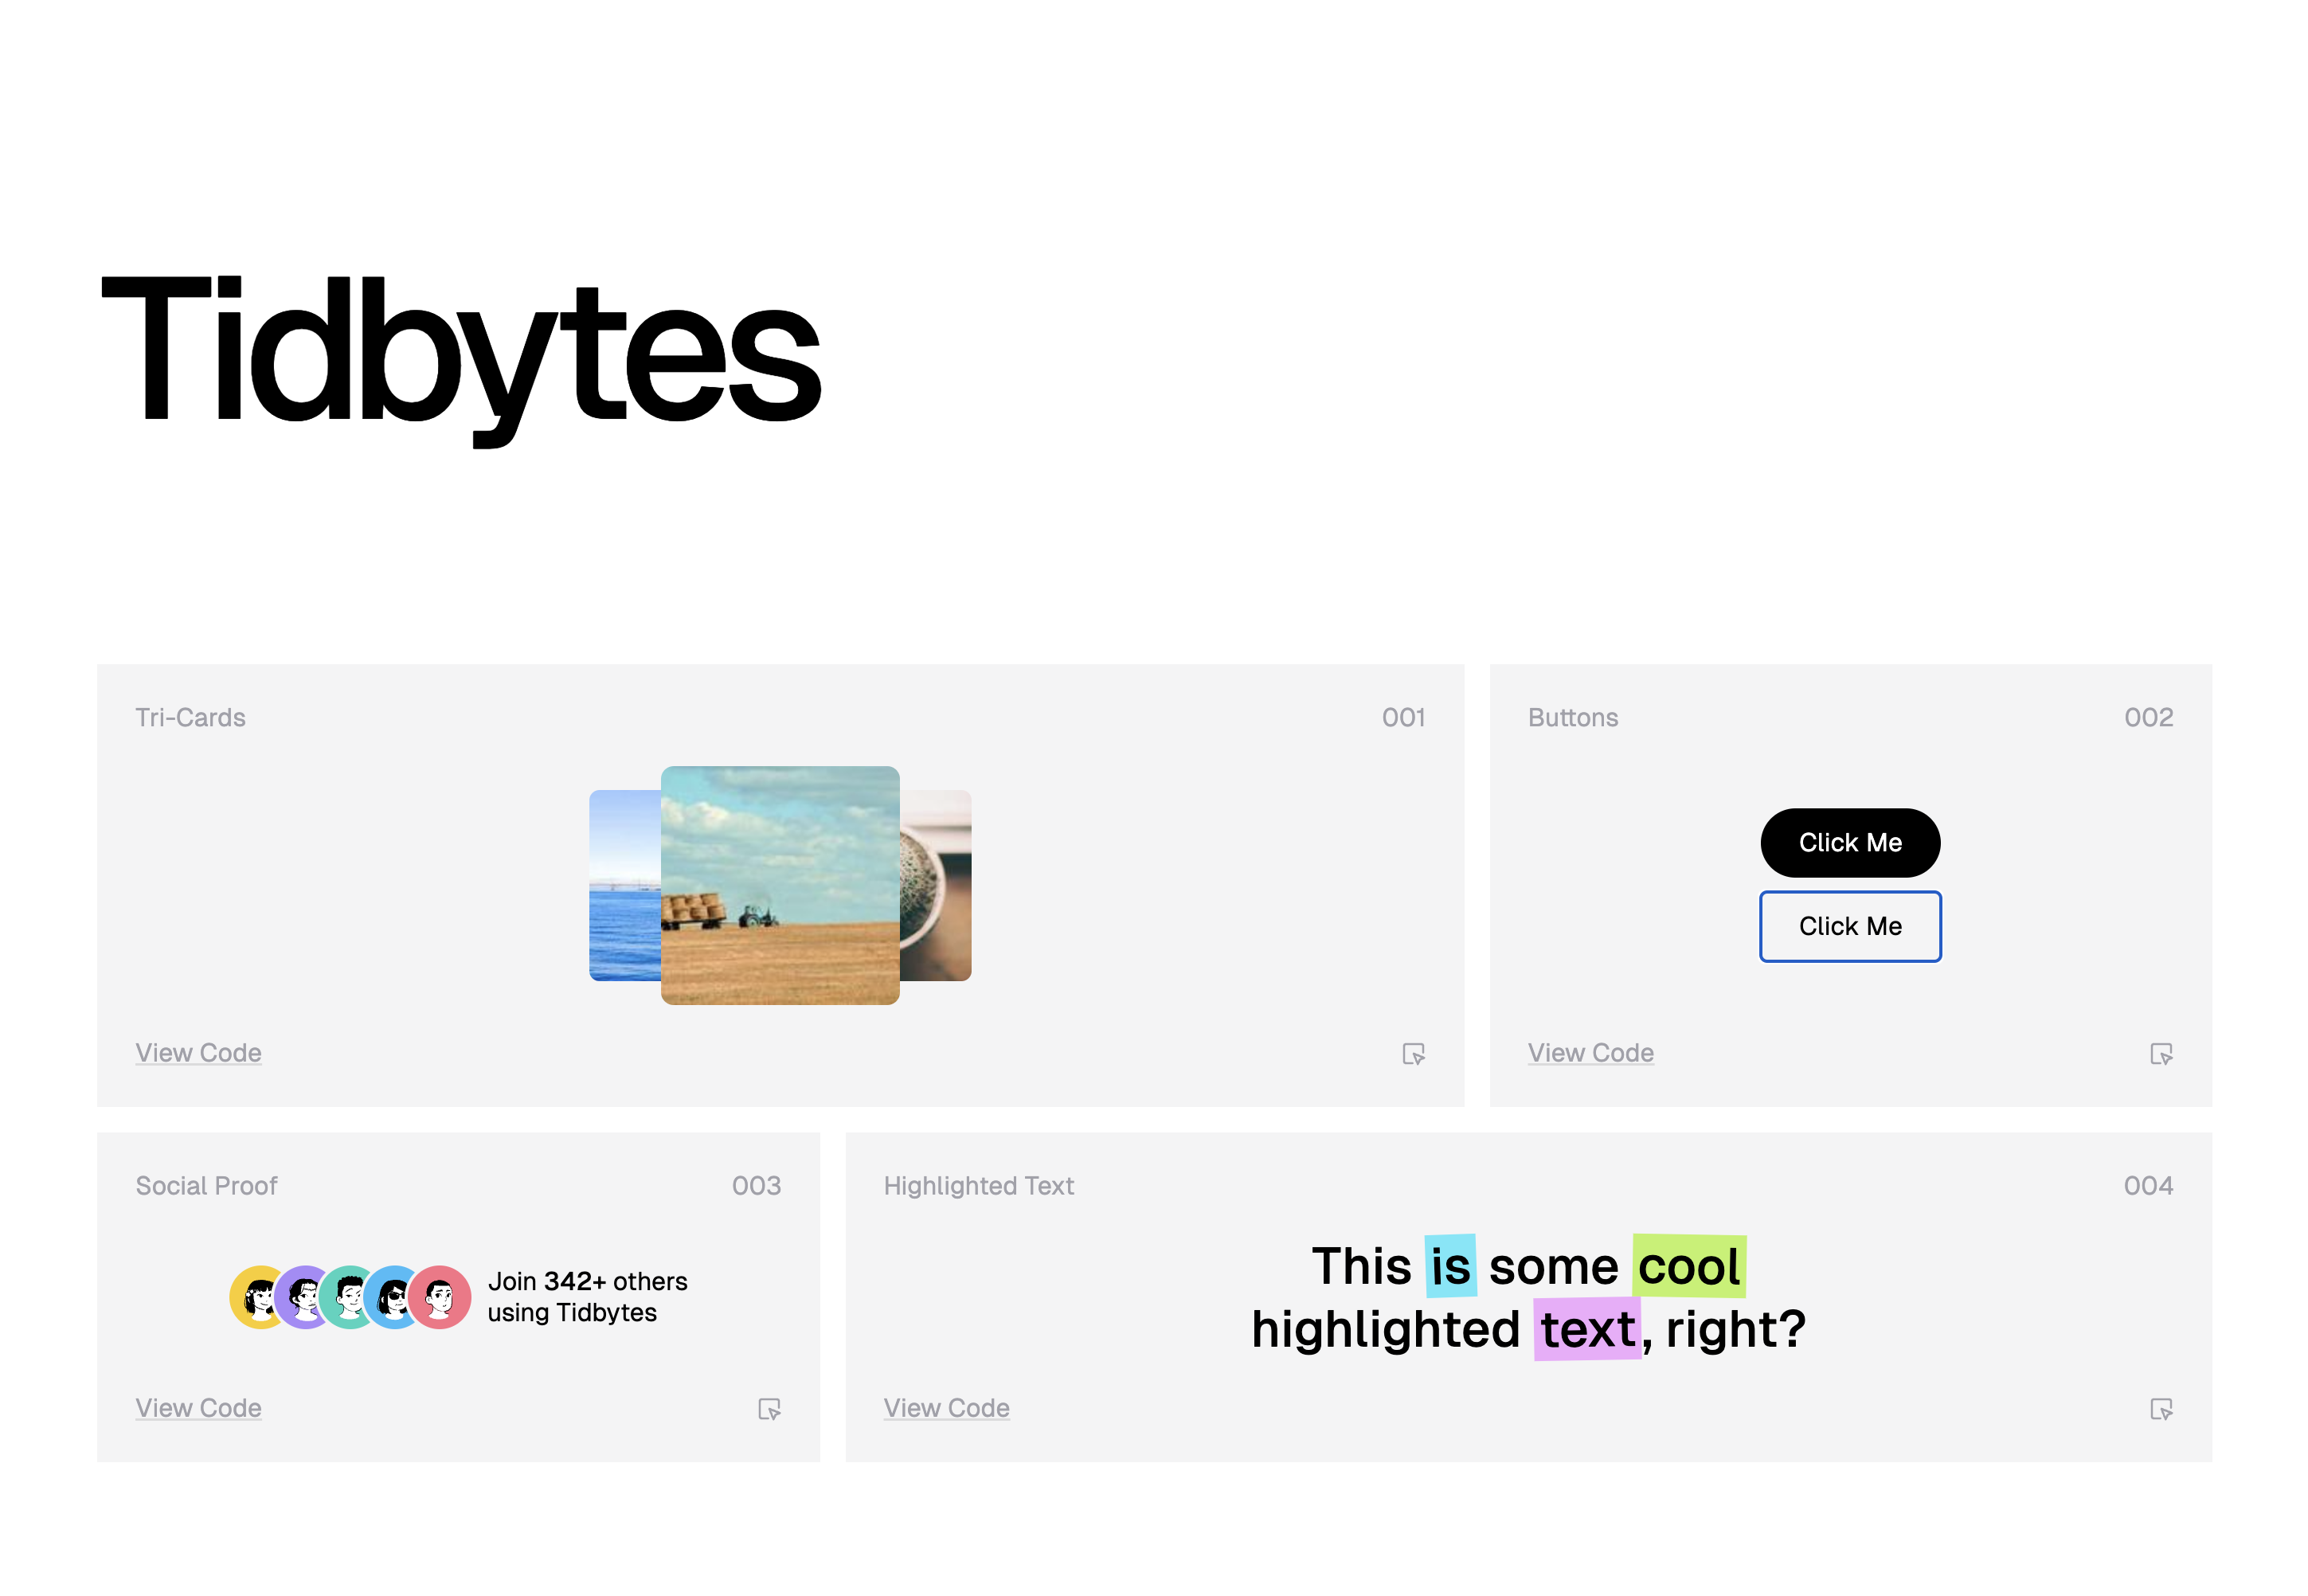 Tidbytes
Tri-Cards
001
View Code
Buttons
002
Click Me
Click Me
View Code
Social Proof
003
Join 342+ others
using Tidbytes
View Code
Highlighted Text
004
This is some cool
highlighted text, right?
View Code